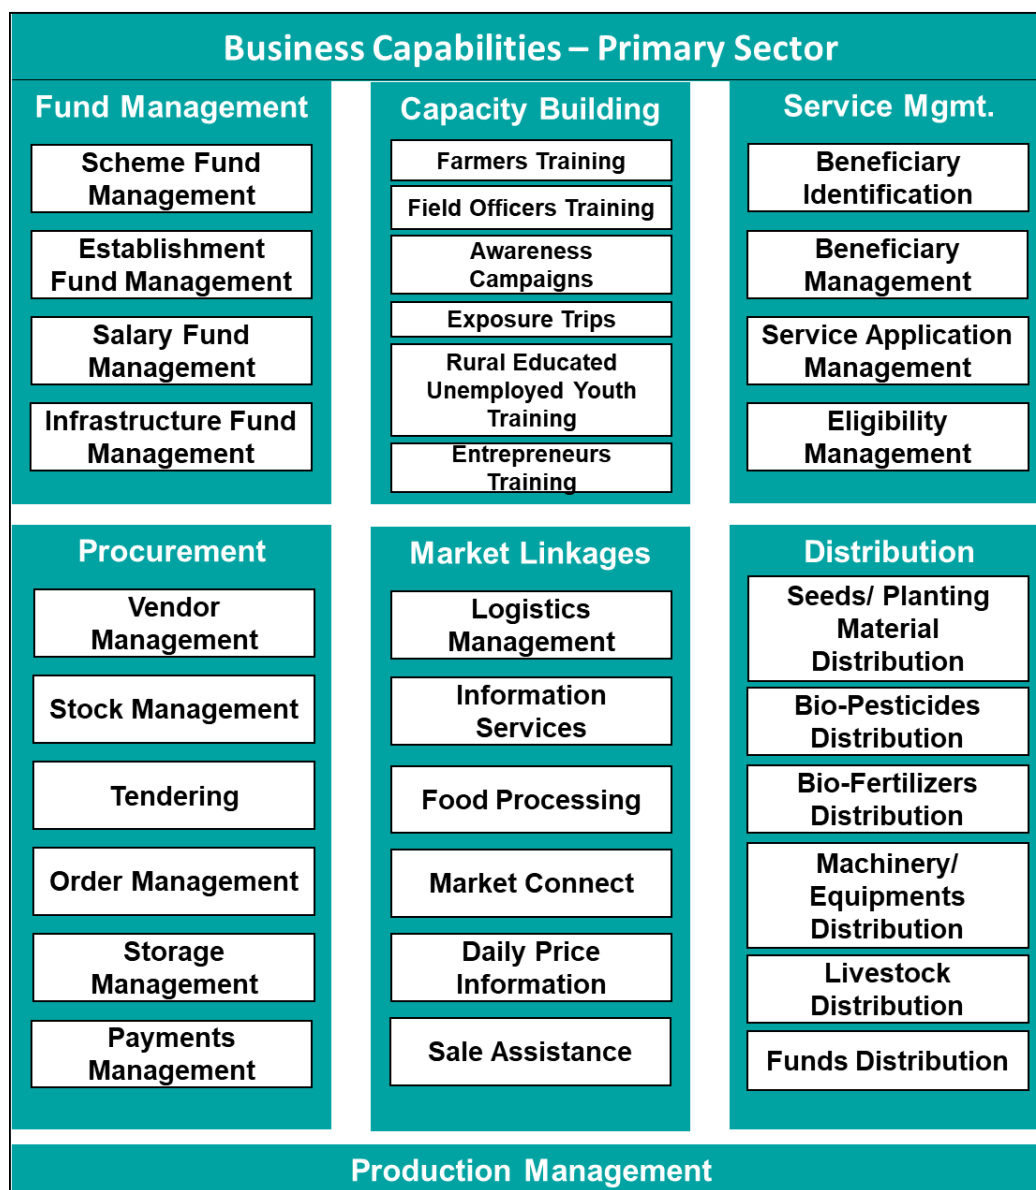 Business Capabilities – Primary Sector
Fund Management
Scheme Fund
Management
Establishment
Fund Management
Salary Fund
Management
Infrastructure Fund
Management
Capacity Building
Farmers Training
Field Officers Training
Awareness
Campaigns
Exposure Trips
Rural Educated
Unemployed Youth
Training
Entrepreneurs
Training
Service Mgmt.
Beneficiary
Identification
Beneficiary
Management
Service Application
Management
Eligibility
Management
Procurement
Vendor
Management
Stock Management
Tendering
Order Management
Storage
Management
Payments
Management
Market Linkages
Logistics
Management
Information
Services
Food Processing
Market Connect
Daily Price
Information
Sale Assistance
Distribution
Seeds/ Planting
Material
Distribution
Bio-Pesticides
Distribution
Bio-Fertilizers
Distribution
Machinery/
Equipments
Distribution
Livestock
Distribution
Funds Distribution
Production Management